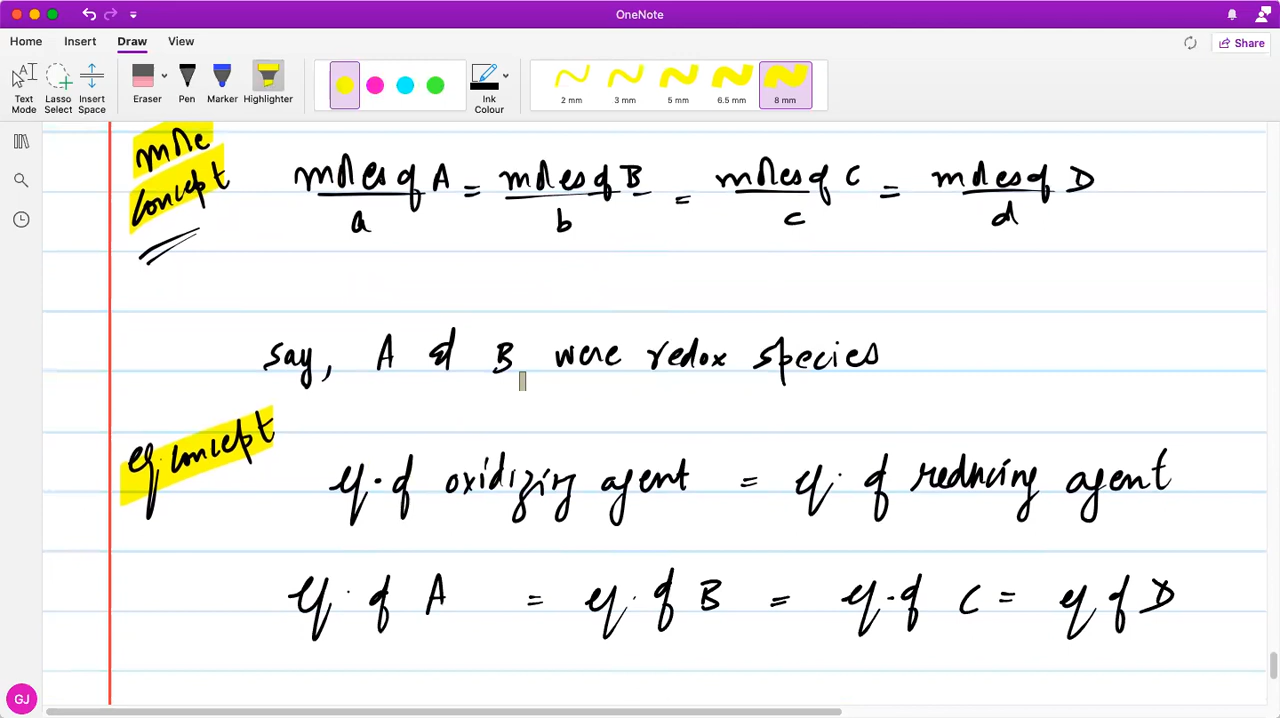 OneNote
Home Insert Draw View
Share
Text Mode Lasso Select Insert Space Eraser Pen Marker Highlighter Ink Colour 2 mm 3 mm 5 mm 6.5 mm 8 mm
mole concept
moles of A / a = moles of B / b = moles of C / c = moles of D / d
say, A & B were redox species
eq. concept
eq. of oxidizing agent = eq. of reducing agent
eq. of A = eq. of B = eq. of C = eq of D
GJ